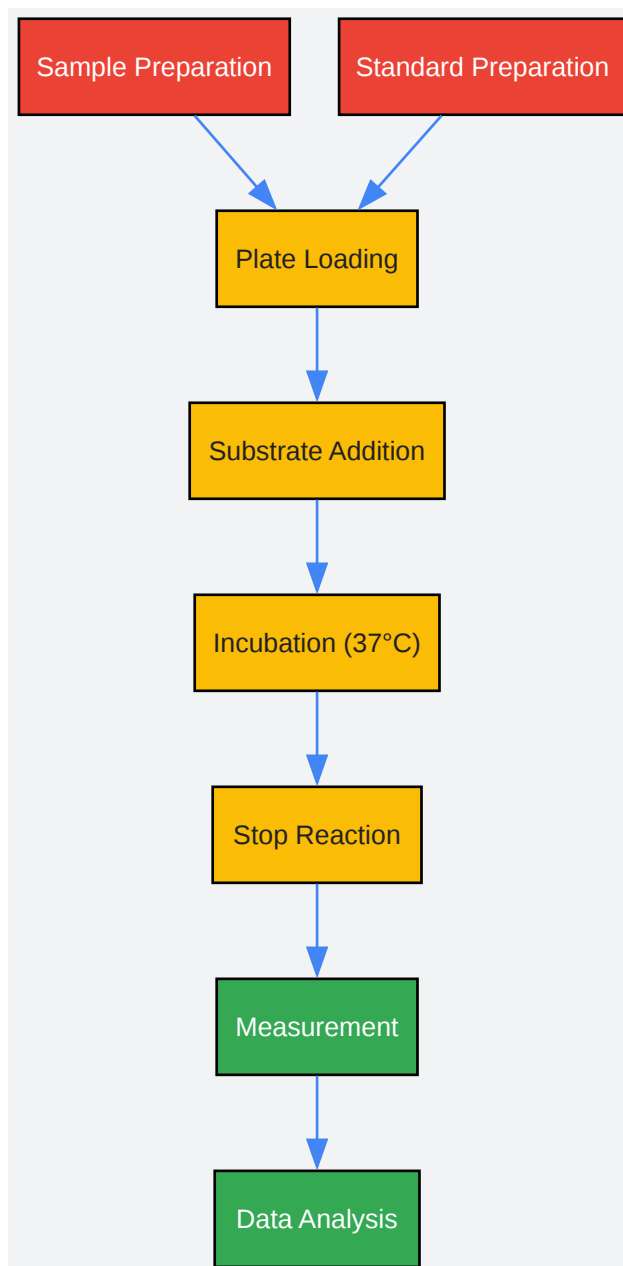 Sample Preparation
Standard Preparation
Plate Loading
Substrate Addition
Incubation (37°C)
Stop Reaction
Measurement
Data Analysis